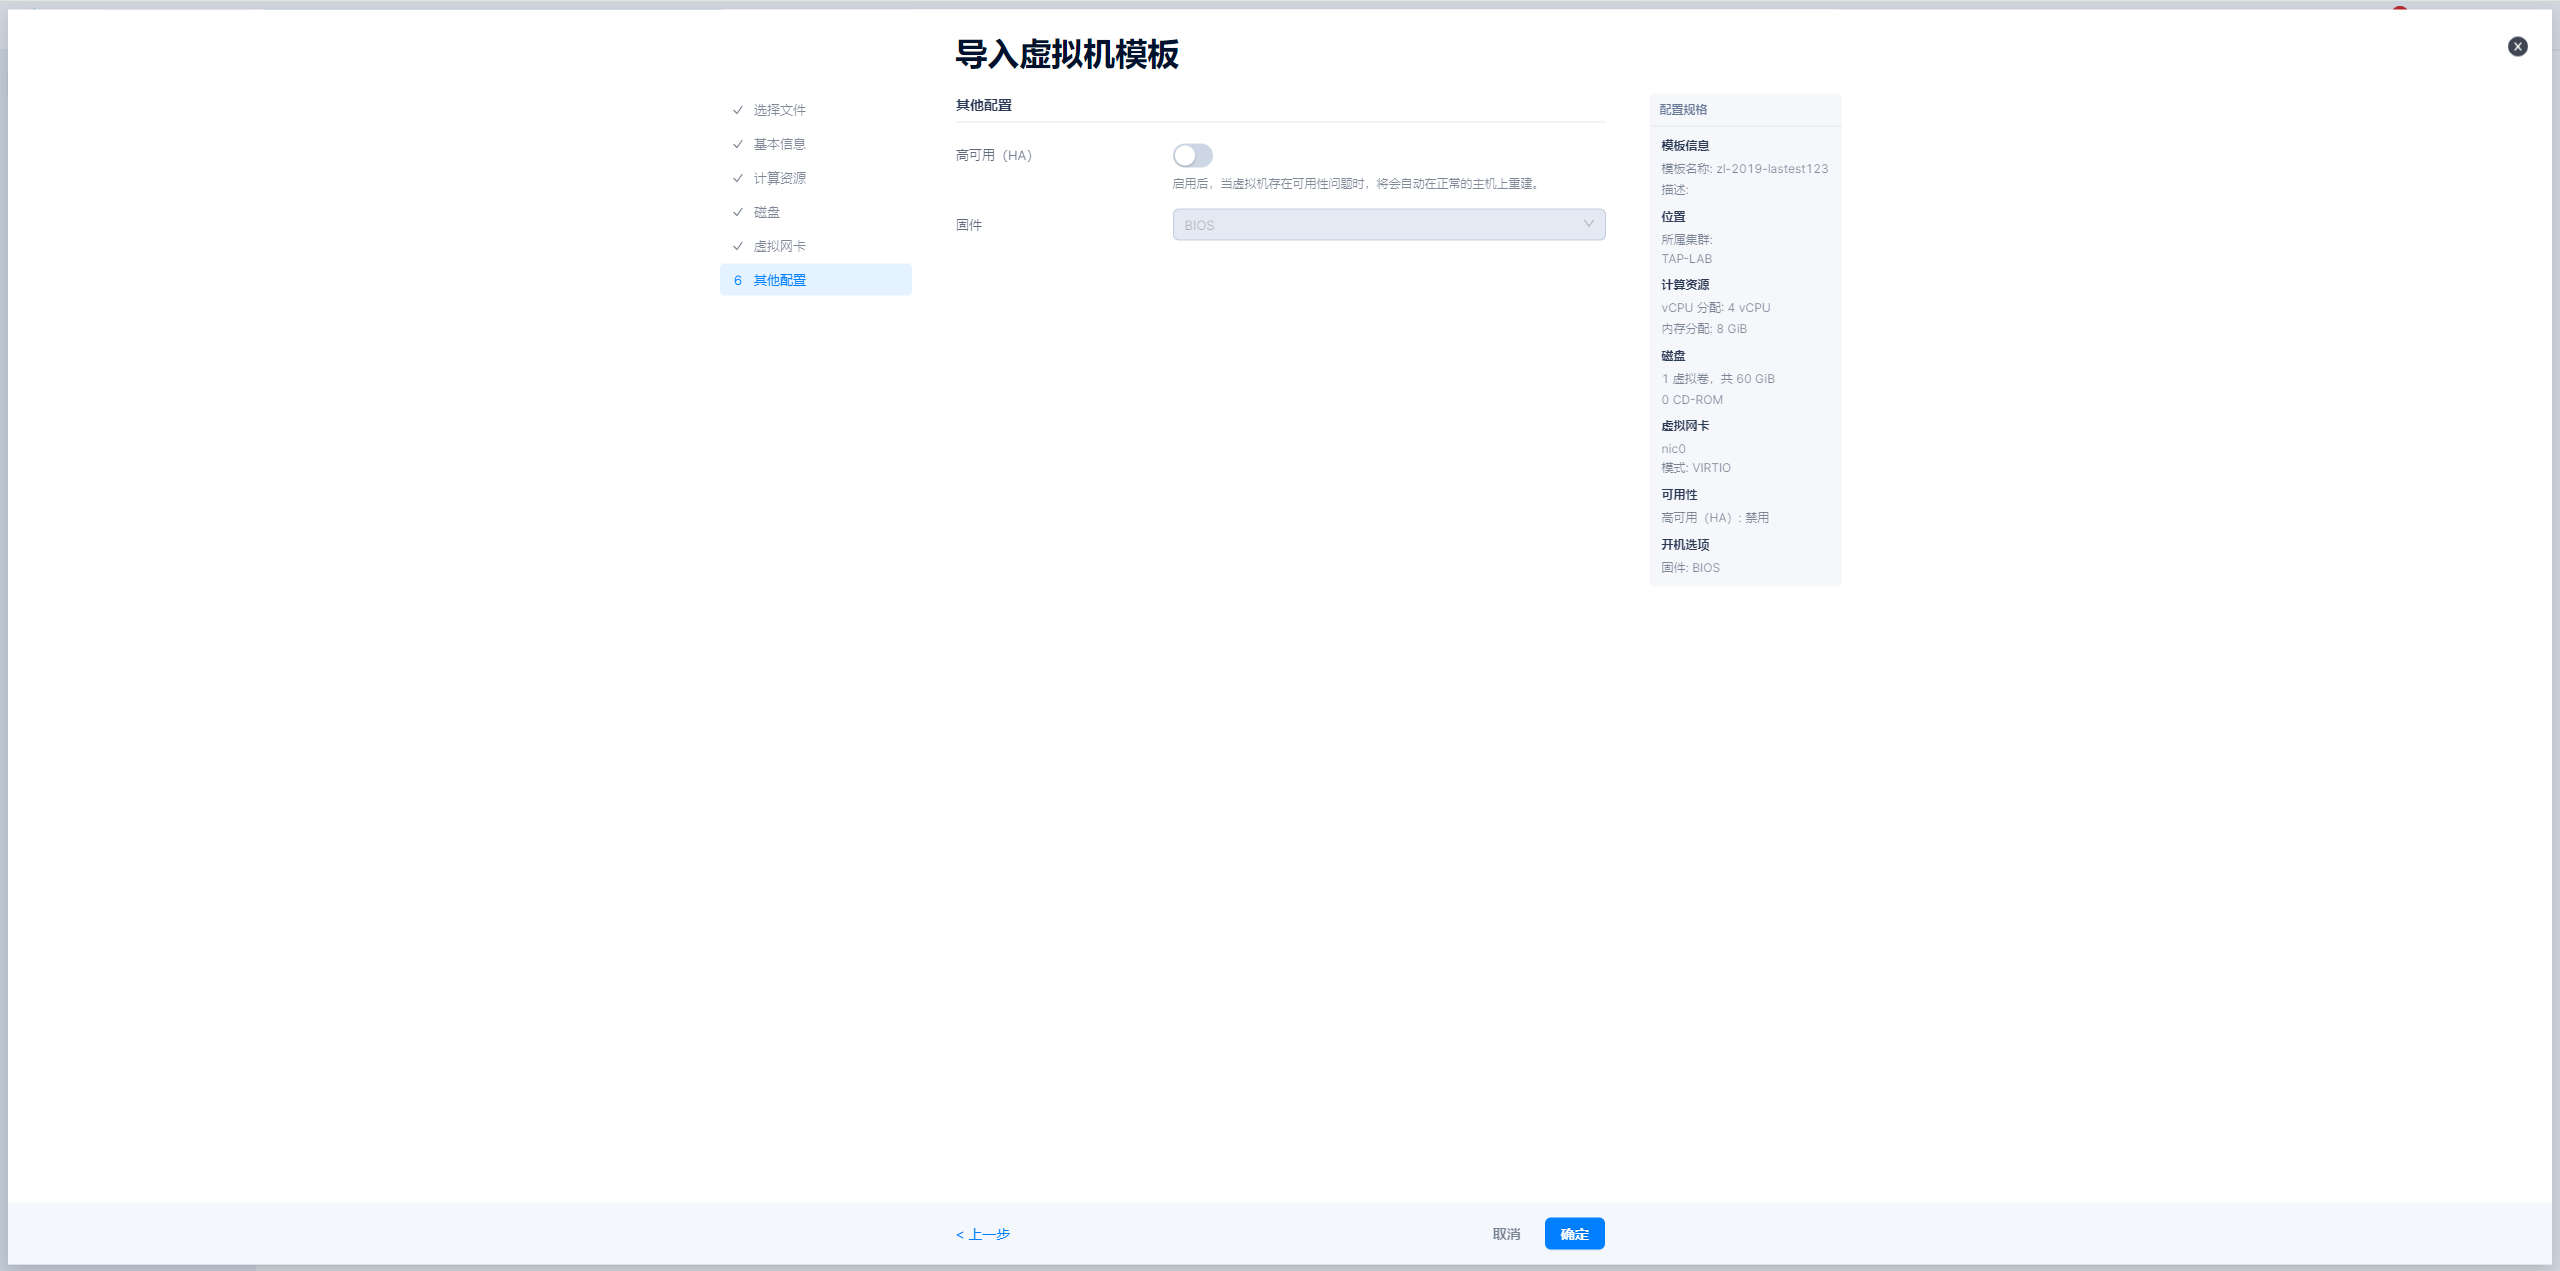 导入虚拟机模板
选择文件
基本信息
计算资源
磁盘
虚拟网卡
6 其他配置
其他配置
高可用（HA）
启用后，当虚拟机存在可用性问题时，将会自动在正常的主机上重建。
固件
BIOS
配置规格
模板信息
模板名称: zl-2019-lastest123
描述:
位置
所属集群:
TAP-LAB
计算资源
vCPU 分配: 4 vCPU
内存分配: 8 GiB
磁盘
1 虚拟卷，共 60 GiB
0 CD-ROM
虚拟网卡
nic0
模式: VIRTIO
可用性
高可用（HA）: 禁用
开机选项
固件: BIOS
< 上一步
取消
确定